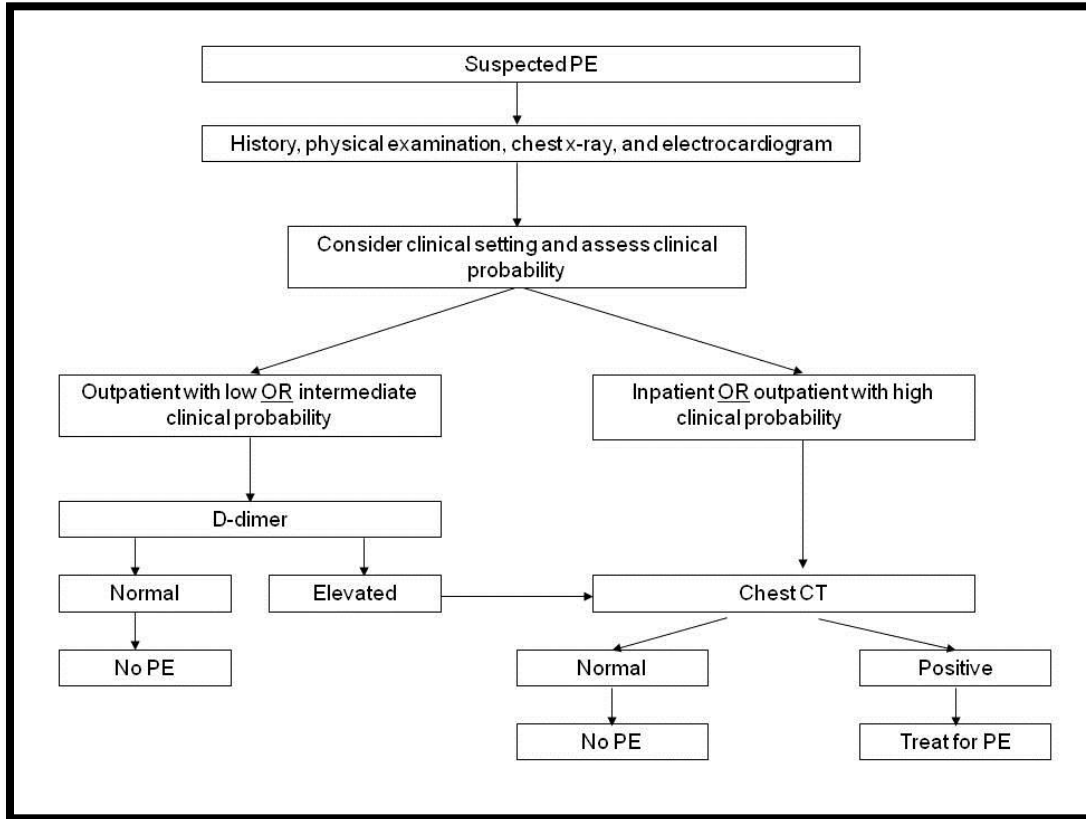 Suspected PE
History, physical examination, chest x-ray, and electrocardiogram
Consider clinical setting and assess clinical
probability
Outpatient with low OR intermediate
clinical probability
Inpatient OR outpatient with high
clinical probability
D-dimer
Normal
Elevated
Chest CT
No PE
Normal
Positive
No PE
Treat for PE